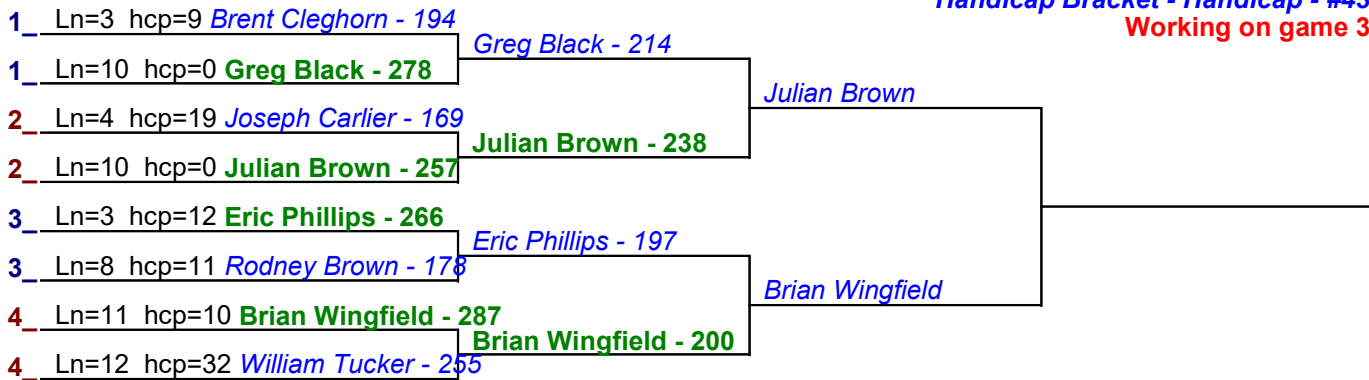 Handicap Bracket - Handicap - #43
Working on game 3
1_ Ln=3 hcp=9 Brent Cleghorn - 194
Greg Black - 214
1_ Ln=10 hcp=0 Greg Black - 278
Julian Brown
2_ Ln=4 hcp=19 Joseph Carlier - 169
Julian Brown - 238
2_ Ln=10 hcp=0 Julian Brown - 257
3_ Ln=3 hcp=12 Eric Phillips - 266
Eric Phillips - 197
3_ Ln=8 hcp=11 Rodney Brown - 178
Brian Wingfield
4_ Ln=11 hcp=10 Brian Wingfield - 287
Brian Wingfield - 200
4_ Ln=12 hcp=32 William Tucker - 255